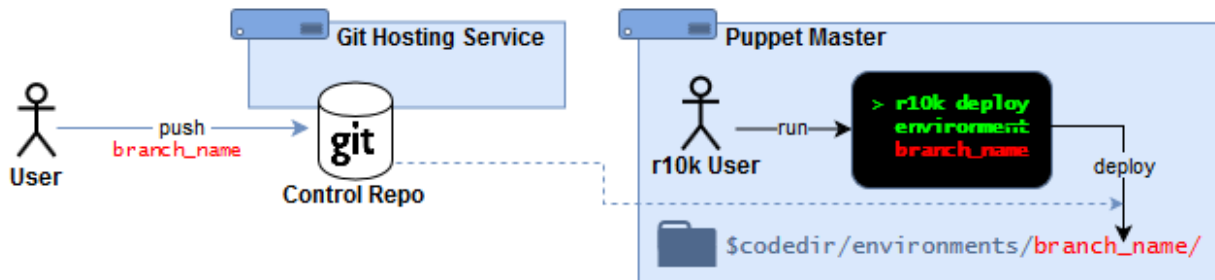 Git Hosting Service
Puppet Master
push
branch_name
User
git
Control Repo
r10k User
run
> r10k deploy
environment
branch_name
deploy
$codedir/environments/branch_name/